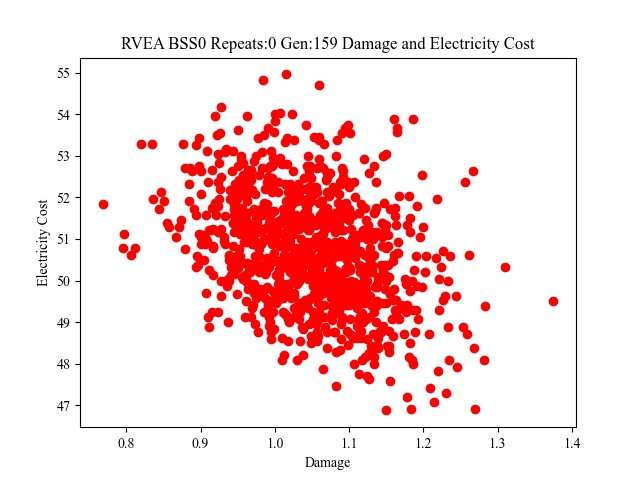 RVEA BSS0 Repeats:0 Gen:159 Damage and Electricity Cost
55
54
53
52
51
50
49
48
47
Electricity Cost
0.8 0.9 1.0 1.1 1.2 1.3 1.4
Damage